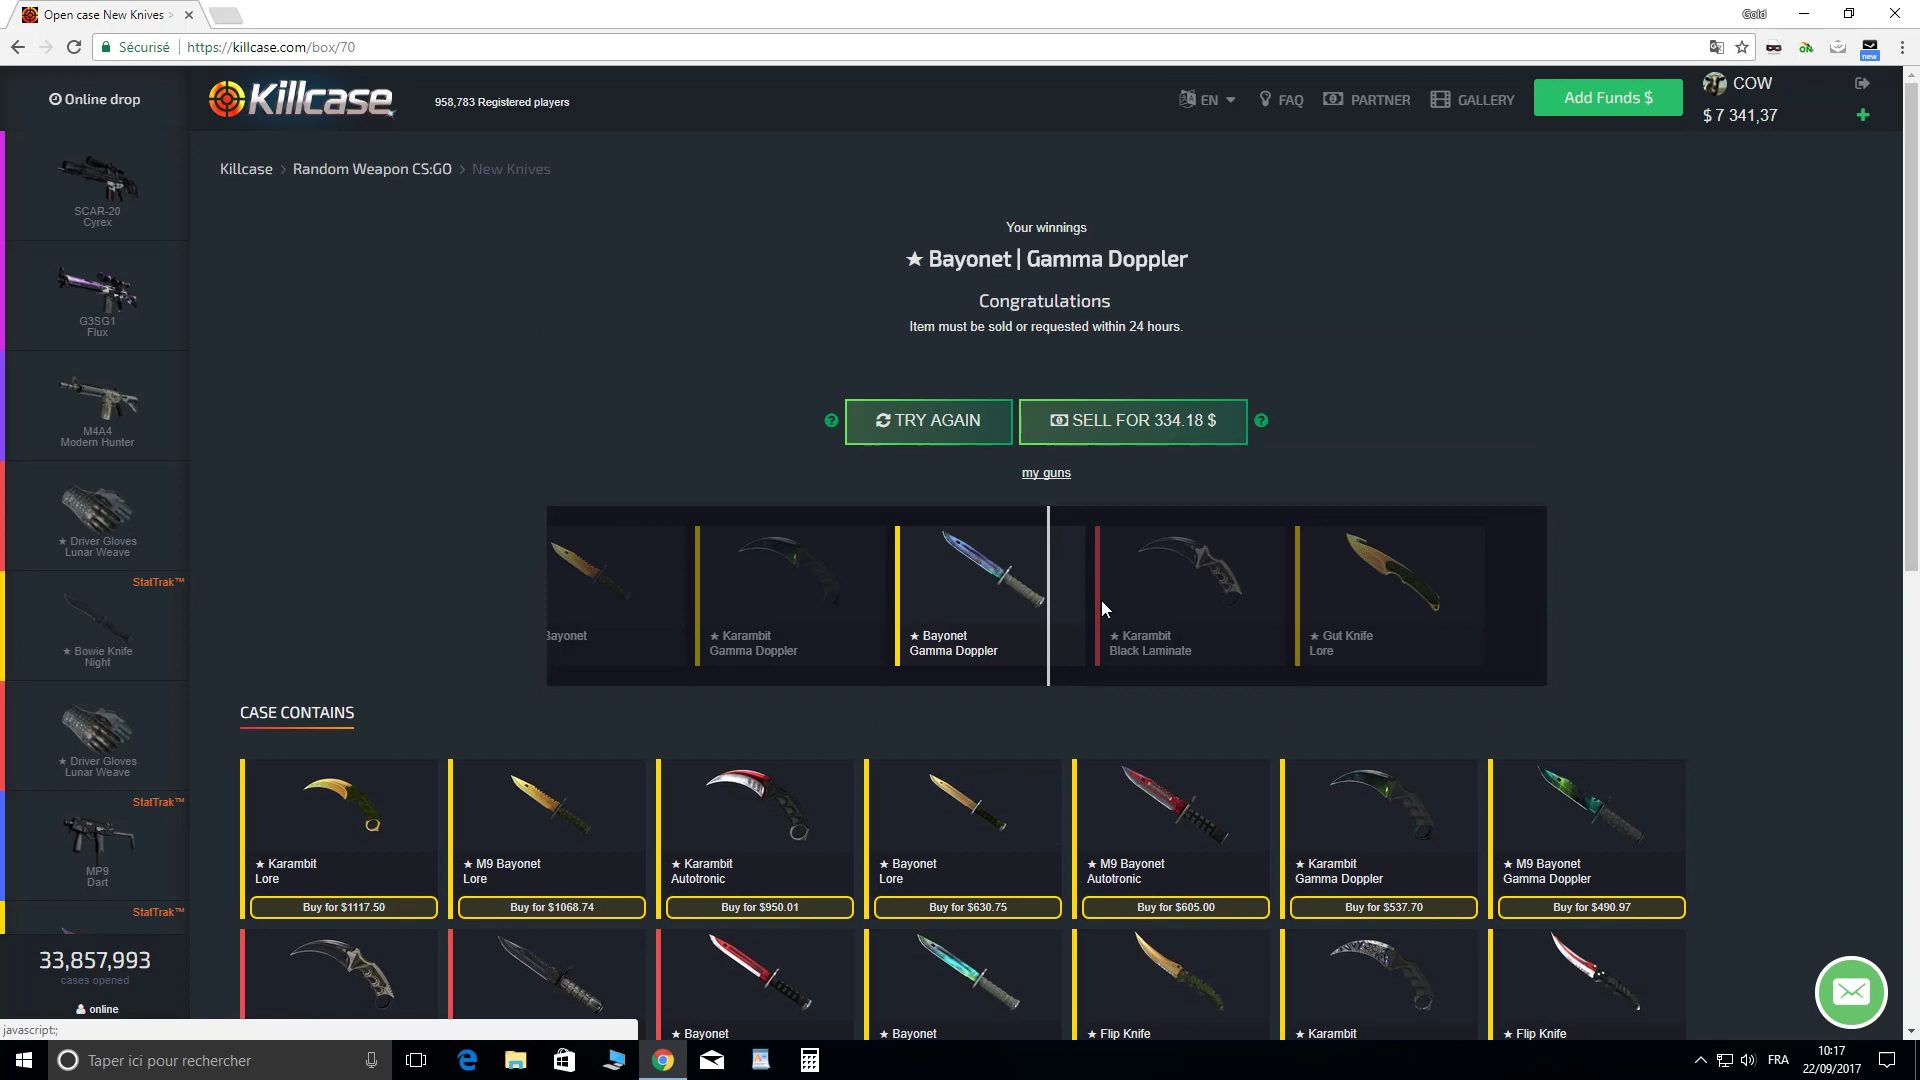 Open case New Knives >
Gold
Sécurisé
https://killcase.com/box/70
new
Online drop
Killcase
958,783 Registered players
EN
FAQ
PARTNER
GALLERY
Add Funds $
COW
$ 7 341,37
Killcase > Random Weapon CS:GO > New Knives
SCAR-20
Cyrex
G3SG1
Flux
M4A4
Modern Hunter
★ Driver Gloves
Lunar Weave
StatTrak™
★ Bowie Knife
Night
★ Driver Gloves
Lunar Weave
StatTrak™
MP9
Dart
StatTrak™
33,857,993
cases opened
online
Your winnings
★ Bayonet | Gamma Doppler
Congratulations
Item must be sold or requested within 24 hours.
? TRY AGAIN
SELL FOR 334.18 $ ?
my guns
Bayonet
★ Karambit
Gamma Doppler
★ Bayonet
Gamma Doppler
★ Karambit
Black Laminate
★ Gut Knife
Lore
CASE CONTAINS
★ Karambit
Lore
Buy for $1117.50
★ M9 Bayonet
Lore
Buy for $1068.74
★ Karambit
Autotronic
Buy for $950.01
★ Bayonet
Lore
Buy for $630.75
★ M9 Bayonet
Autotronic
Buy for $605.00
★ Karambit
Gamma Doppler
Buy for $537.70
★ M9 Bayonet
Gamma Doppler
Buy for $490.97
★ Bayonet
★ Bayonet
★ Flip Knife
★ Karambit
★ Flip Knife
javascript:;
Taper ici pour rechercher
FRA
10:17
22/09/2017